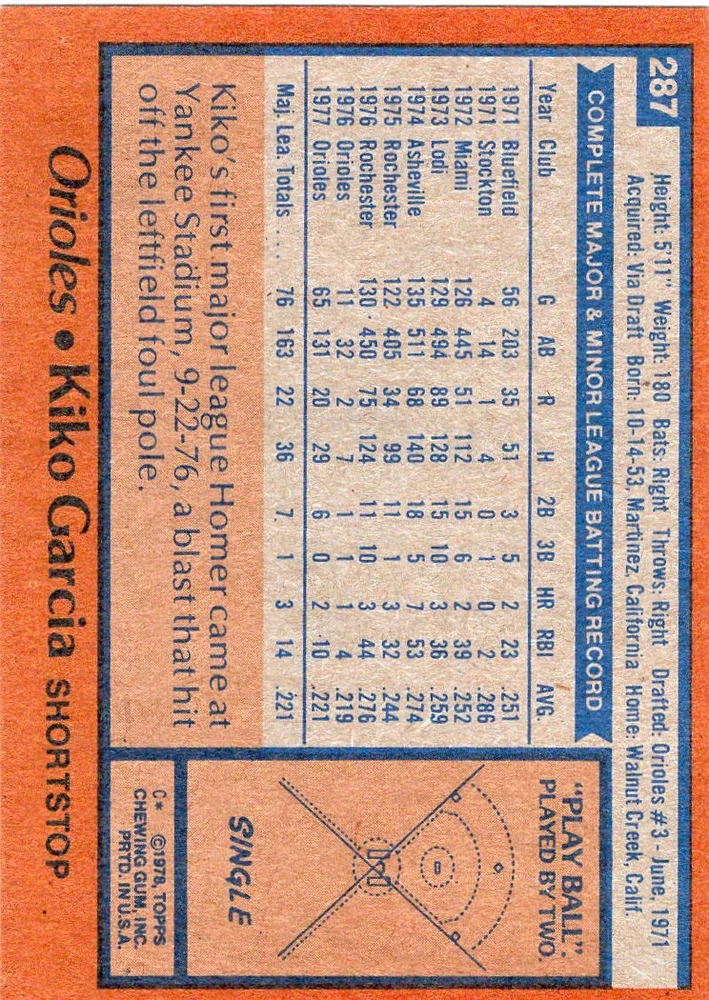 287
Height: 5'11" Weight: 180 Bats: Right Throws: Right Drafted: Orioles #3 - June, 1971
Acquired: Via Draft Born: 10-14-53, Martinez, California Home: Walnut Creek, Calif.
COMPLETE MAJOR & MINOR LEAGUE BATTING RECORD
Year Club G AB R H 2B 3B HR RBI AVG.
1971 Bluefield 56 203 35 51 3 5 2 23 .251
1971 Stockton 4 14 1 4 0 1 0 2 .286
1972 Miami 126 445 51 112 15 6 2 39 .252
1973 Lodi 129 494 89 128 15 10 3 36 .259
1974 Asheville 135 511 68 140 18 5 7 53 .274
1975 Rochester 122 405 34 99 11 1 3 32 .244
1976 Rochester 130 450 75 124 11 10 3 44 .276
1976 Orioles 11 32 2 7 1 1 1 4 .219
1977 Orioles 65 131 20 29 6 0 2 10 .221
Maj. Lea. Totals .... 76 163 22 36 7 1 3 14 .221
Kiko's first major league Homer came at
Yankee Stadium, 9-22-76, a blast that hit
off the leftfield foul pole.
"PLAY BALL".
PLAYED BY TWO.
SINGLE
C* ©1978, TOPPS
CHEWING GUM, INC.
PRTD. IN U.S.A.
Orioles • Kiko Garcia SHORTSTOP